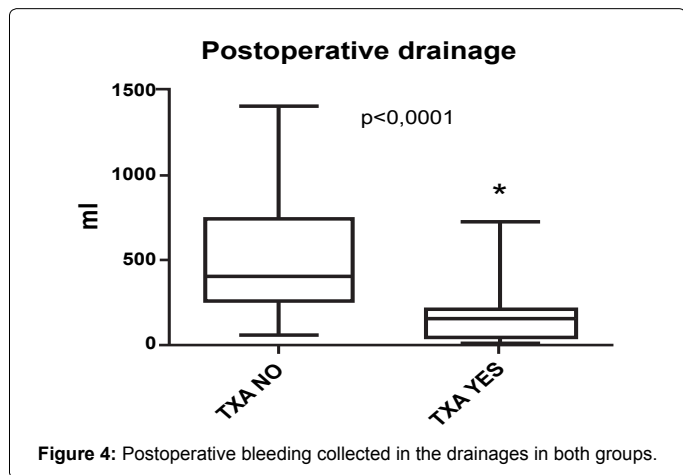 Postoperative drainage
1500
p<0,0001
1000
*
ml
500
0
TXA NO
TXA YES
Figure 4: Postoperative bleeding collected in the drainages in both groups.